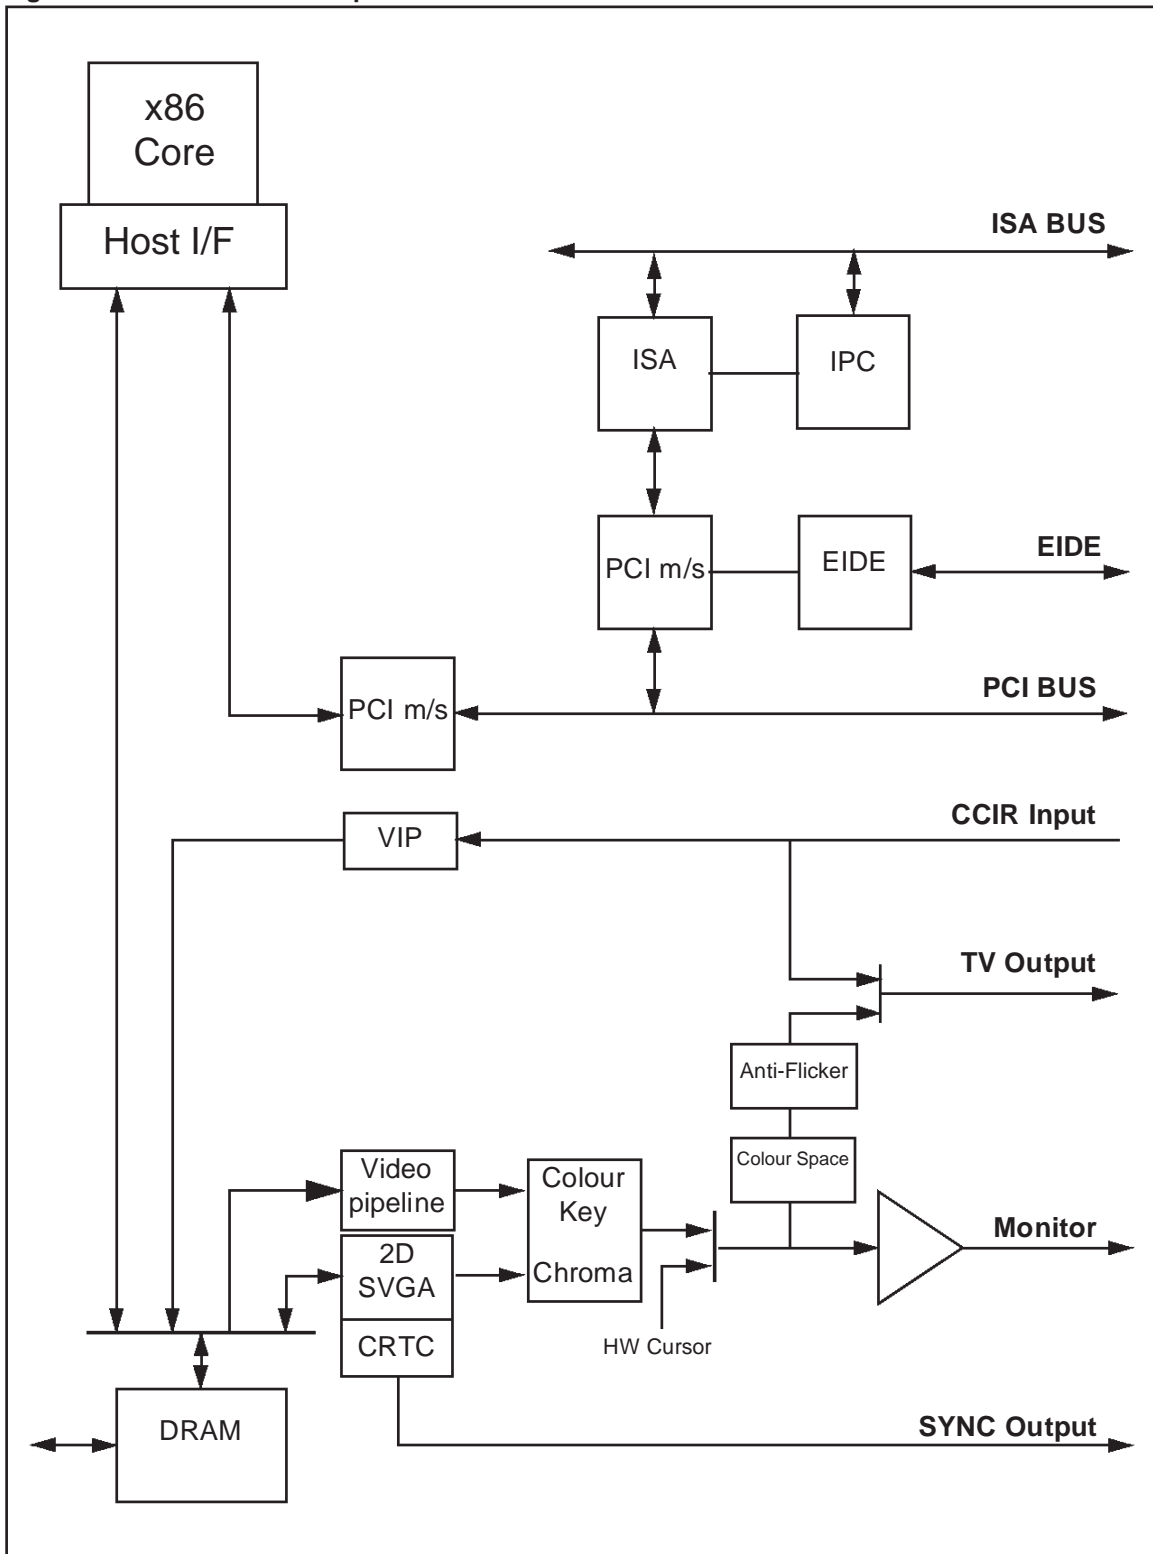 x86
Core
Host I/F
ISA BUS
ISA
IPC
PCI m/s
EIDE
EIDE
PCI m/s
PCI BUS
VIP
CCIR Input
TV Output
Anti-Flicker
Colour Space
Video
pipeline
Colour
Key
Chroma
2D
SVGA
CRTC
HW Cursor
Monitor
DRAM
SYNC Output